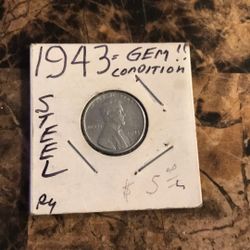 1943 = GEM!!
CONDITION
STEEL
$ 5